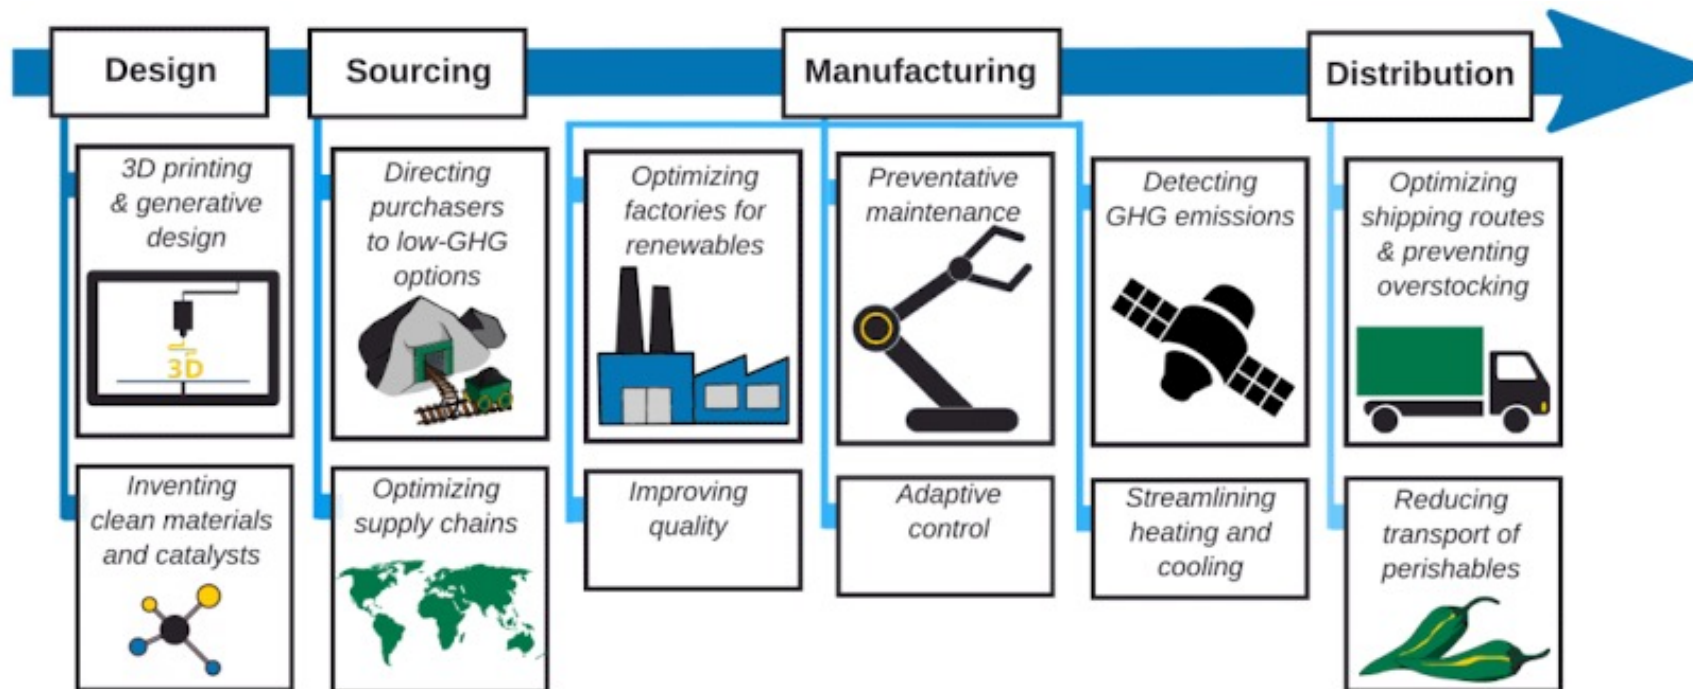 Design
Sourcing
Manufacturing
Distribution
3D printing
& generative
design
3D
Inventing
clean materials
and catalysts
Directing
purchasers
to low-GHG
options
Optimizing
supply chains
Optimizing
factories for
renewables
Improving
quality
Preventative
maintenance
Adaptive
control
Detecting
GHG emissions
Streamlining
heating and
cooling
Optimizing
shipping routes
& preventing
overstocking
Reducing
transport of
perishables